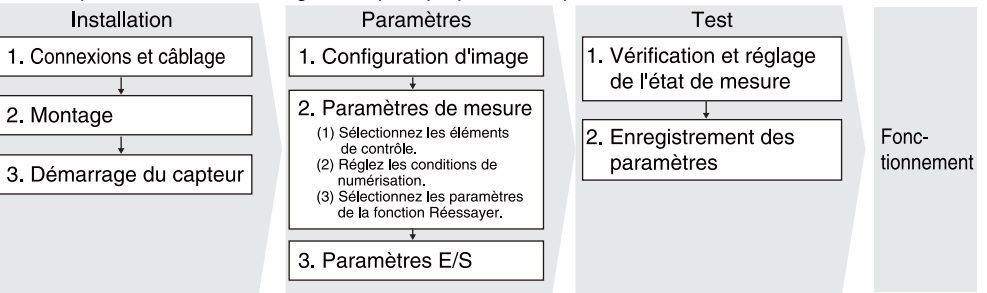 Installation
1. Connexions et câblage
2. Montage
3. Démarrage du capteur
Paramètres
1. Configuration d'image
2. Paramètres de mesure
(1) Sélectionnez les éléments
de contrôle.
(2) Réglez les conditions de
numérisation.
(3) Sélectionnez les paramètres
de la fonction Réessayer.
3. Paramètres E/S
Test
1. Vérification et réglage
de l'état de mesure
2. Enregistrement des
paramètres
Fonc-
tionnement